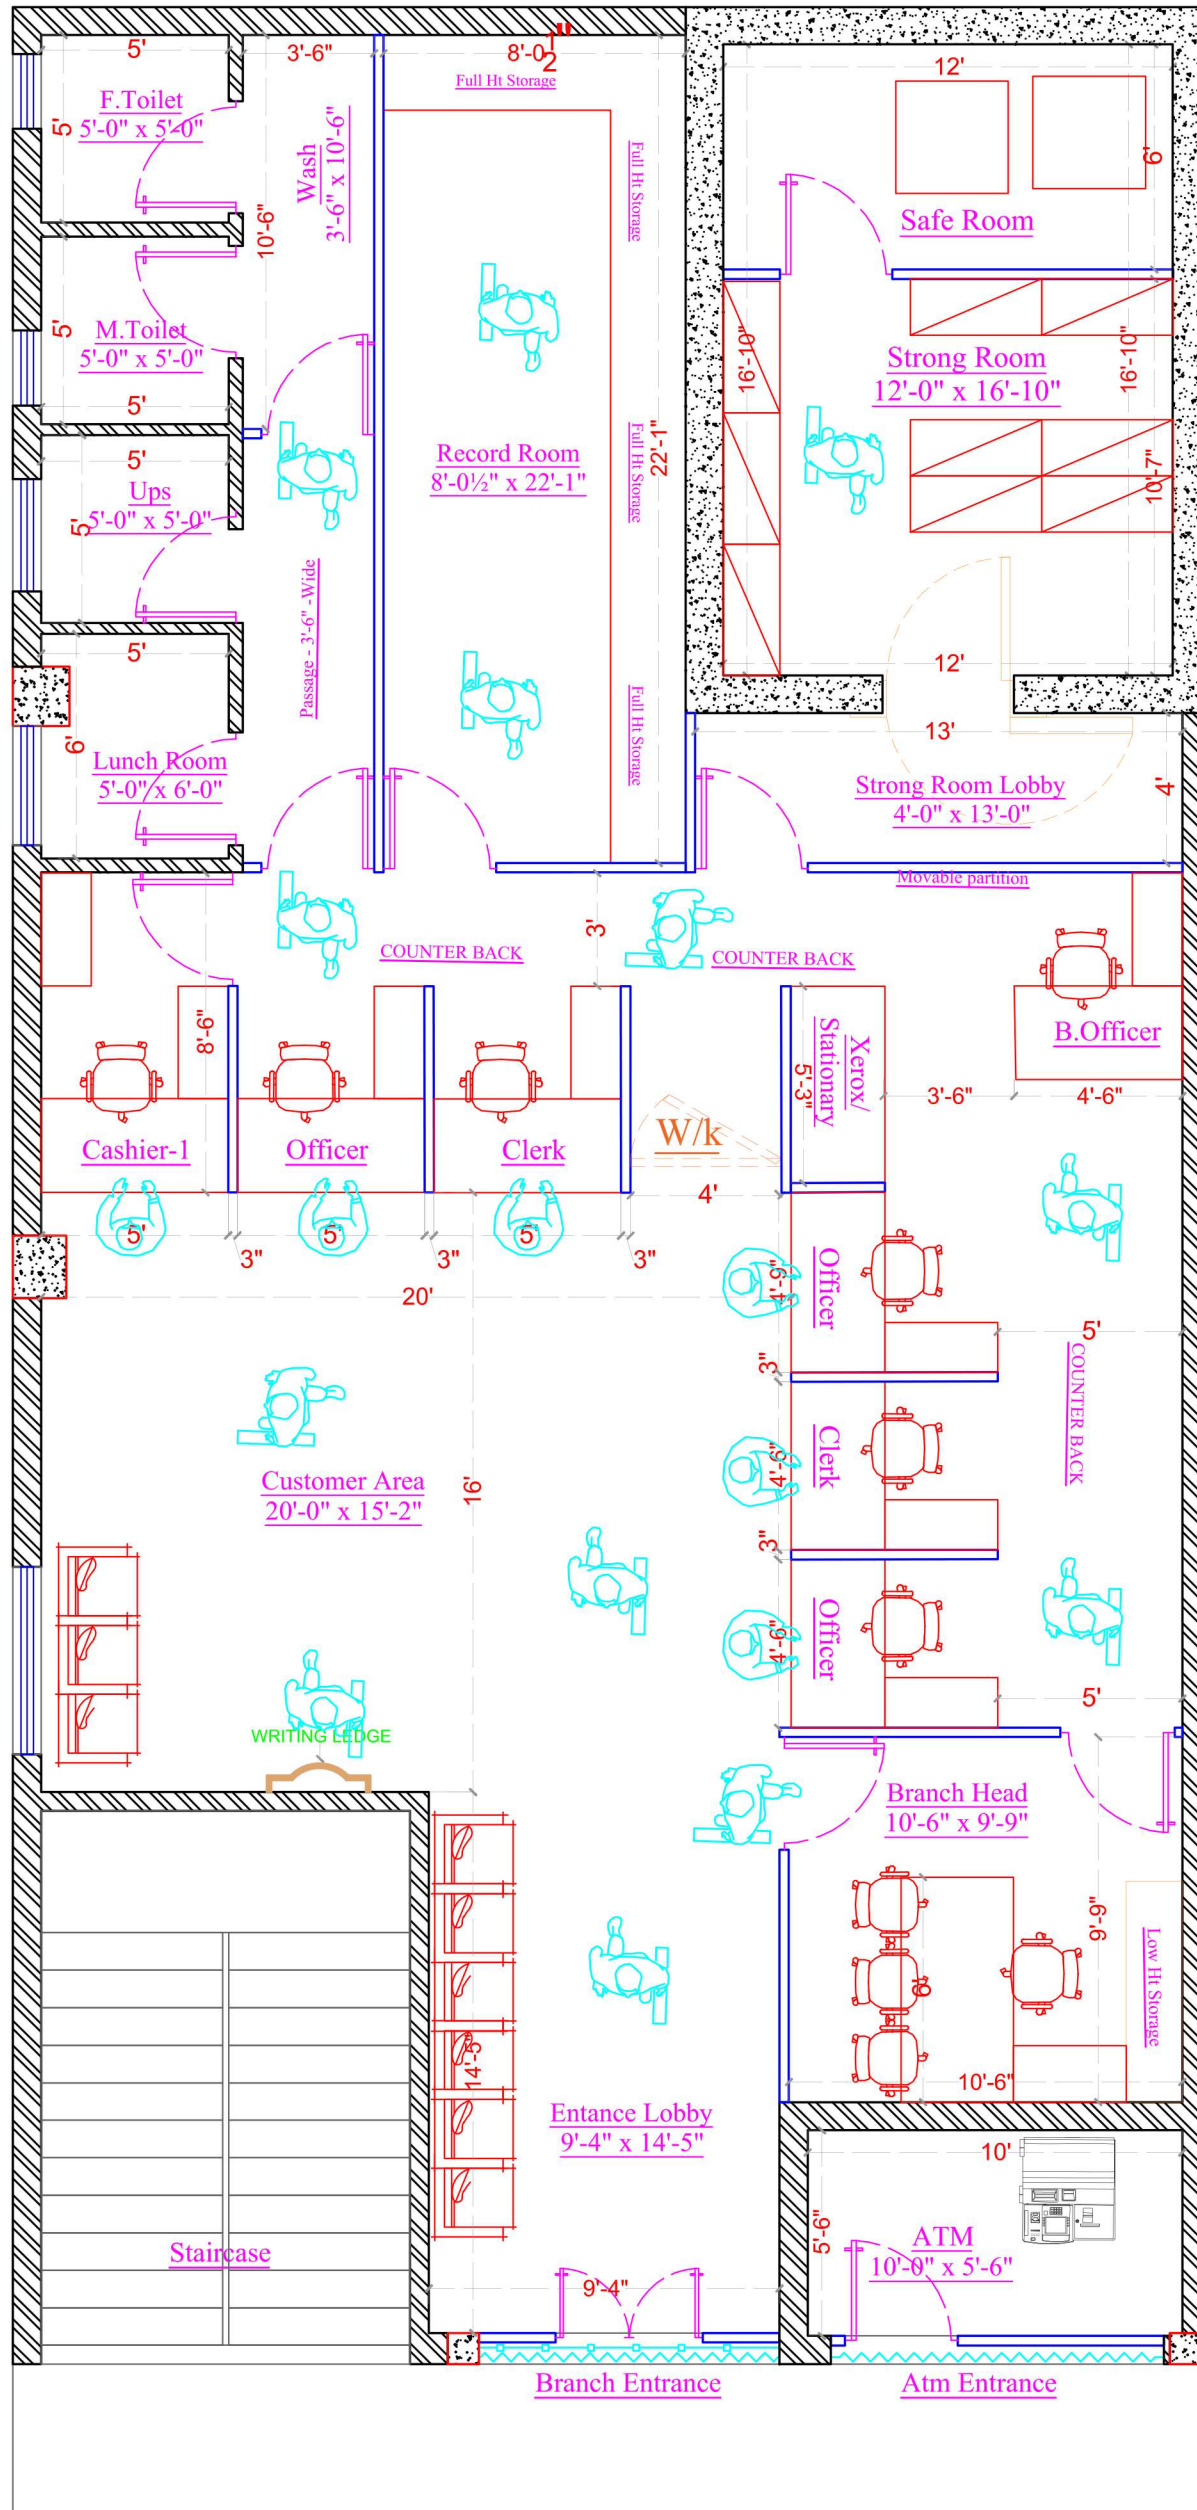 5'
3'-6"
8'-0
1"
2
Full Ht Storage
12'
F.Toilet
5'-0" x 5'-0"
5'
Wash
3'-6" x 10'-6"
10'-6"
Full Ht Storage
6'
Safe Room
M.Toilet
5'-0" x 5'-0"
5'
5'
16'-10"
Strong Room
12'-0" x 16'-10"
16'-10"
5'
Ups
5'-0" x 5'-0"
5'
Record Room
8'-0½" x 22'-1"
Full Ht Storage
22'-1"
10'-7"
Passage - 3'-6" -Wide
5'
12'
6'
Lunch Room
5'-0" x 6'-0"
Full Ht Storage
13'
Strong Room Lobby
4'-0" x 13'-0"
4'
Movable partition
3'
COUNTER BACK
COUNTER BACK
8'-6"
Xerox/
Stationary
5'-3"
B.Officer
3'-6"
4'-6"
Cashier-1
Officer
Clerk
W/k
4'
5'
3"
5'
3"
5'
3"
20'
4'-9"
Officer
3"
5'
COUNTER BACK
Customer Area
20'-0" x 15'-2"
16'
4'-6"
Clerk
3"
4'-6"
Officer
5'
WRITING LEDGE
Branch Head
10'-6" x 9'-9"
9'-9"
6'
Low Ht Storage
10'-6"
14'-5"
Entance Lobby
9'-4" x 14'-5"
10'
5'-6"
ATM
10'-0" x 5'-6"
Staircase
9'-4"
Branch Entrance
Atm Entrance